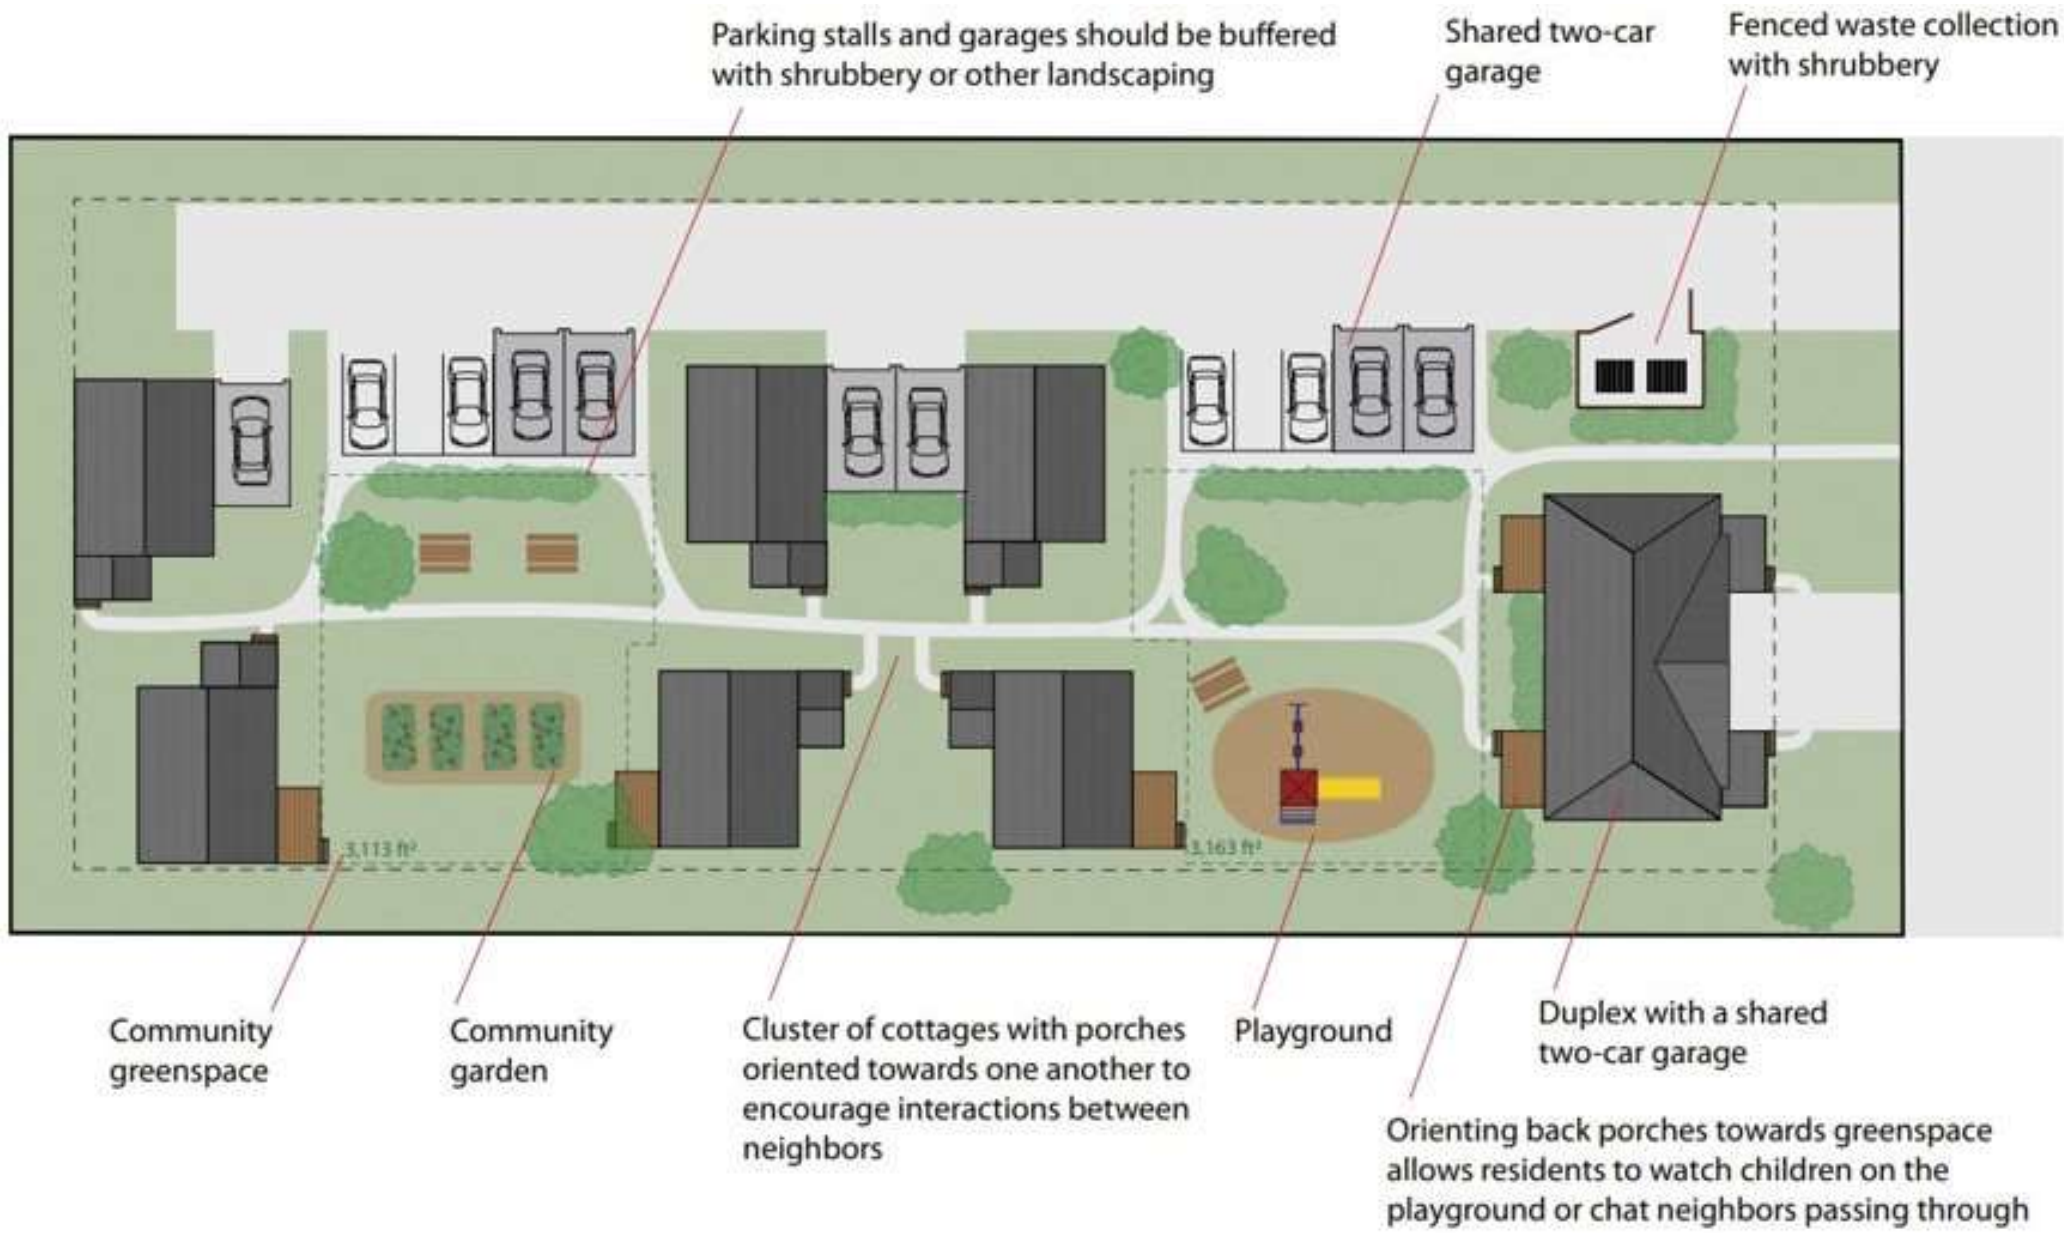 Parking stalls and garages should be buffered
with shrubbery or other landscaping
Shared two-car
garage
Fenced waste collection
with shrubbery
3,113 ft²
3,163 ft²
Community
greenspace
Community
garden
Cluster of cottages with porches
oriented towards one another to
encourage interactions between
neighbors
Playground
Duplex with a shared
two-car garage
Orienting back porches towards greenspace
allows residents to watch children on the
playground or chat neighbors passing through